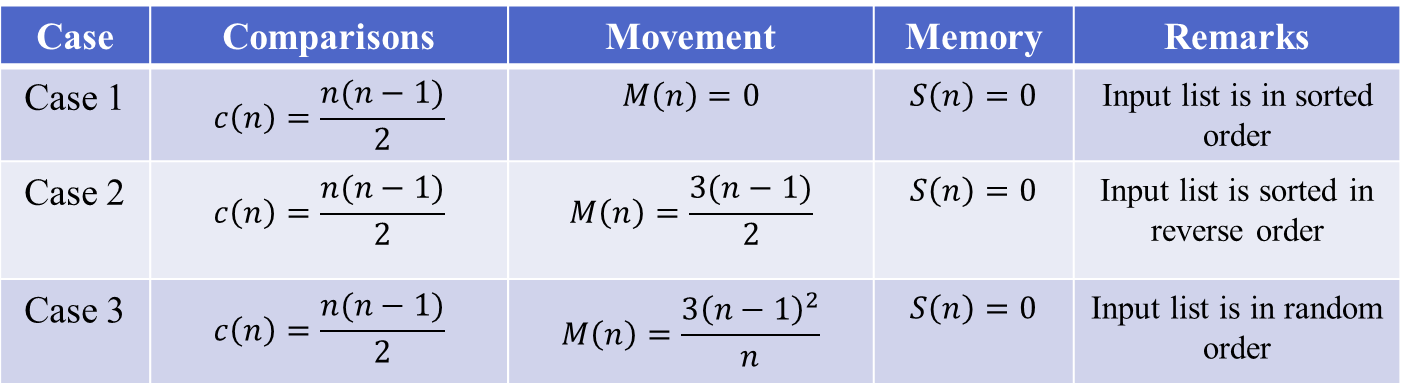 Case Comparisons Movement Memory Remarks
Case 1 c(n) = n(n − 1)/2 M(n) = 0 S(n) = 0 Input list is in sorted
order
Case 2 c(n) = n(n − 1)/2 M(n) = 3(n − 1)/2 S(n) = 0 Input list is sorted in
reverse order
Case 3 c(n) = n(n − 1)/2 M(n) = 3(n − 1)²/n S(n) = 0 Input list is in random
order